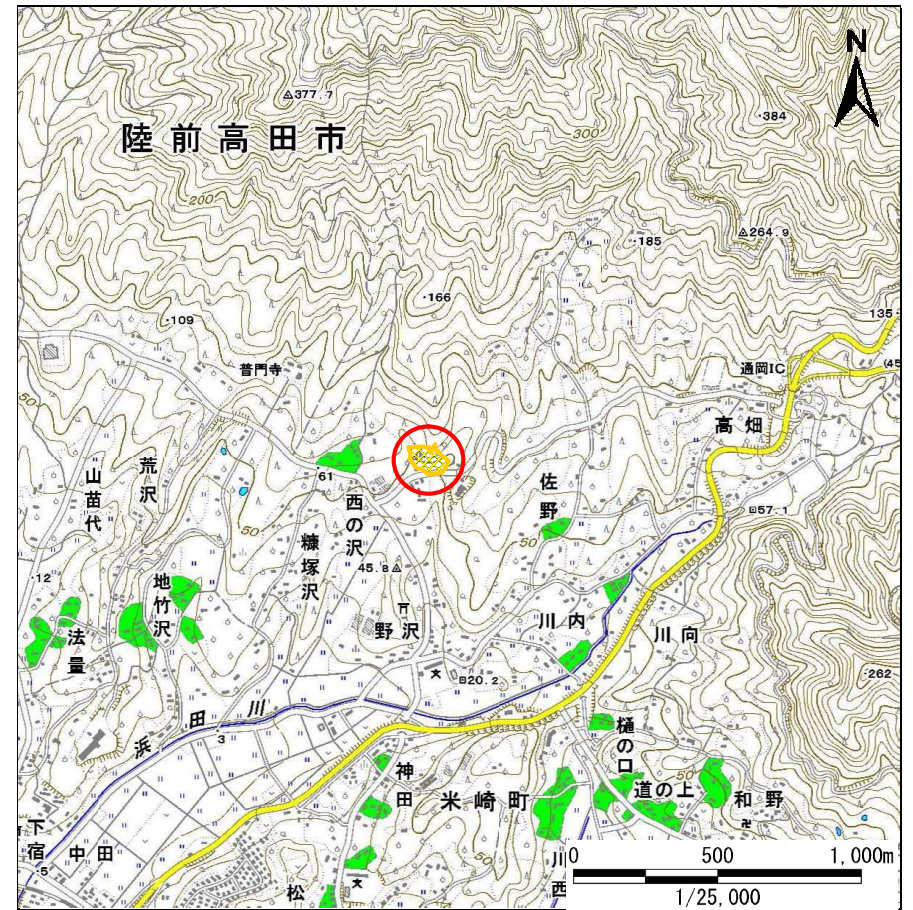 N
377.7
384
陸前高田市
300
200
185
264.9
166
135
109
普門寺
通岡IC
(45
50
高畑
61
山苗代
荒沢
西の沢
佐野
57.1
50
50
糠塚沢
45.8
12
地竹沢
川内
川向
野沢
法量
20.2
262
浜田川
3
樋の口
神田
50
道の上
米崎町
和野
下宿
中田
5
川西
松
0 500 1,000m
1/25,000